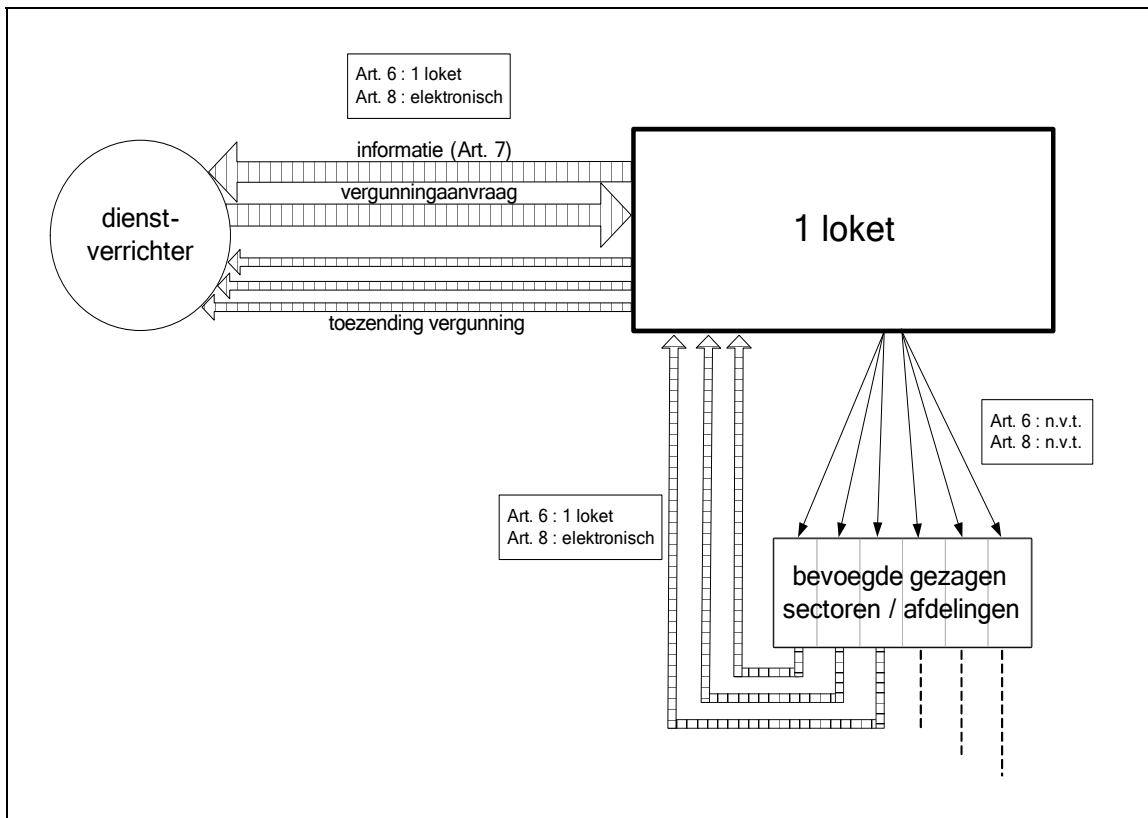 Art. 6 : 1 loket
Art. 8 : elektronisch
informatie (Art. 7)
vergunningaanvraag
dienst-
verrichter
1 loket
toezending vergunning
Art. 6 : n.v.t.
Art. 8 : n.v.t.
Art. 6 : 1 loket
Art. 8 : elektronisch
bevoegde gezagen
sectoren / afdelingen